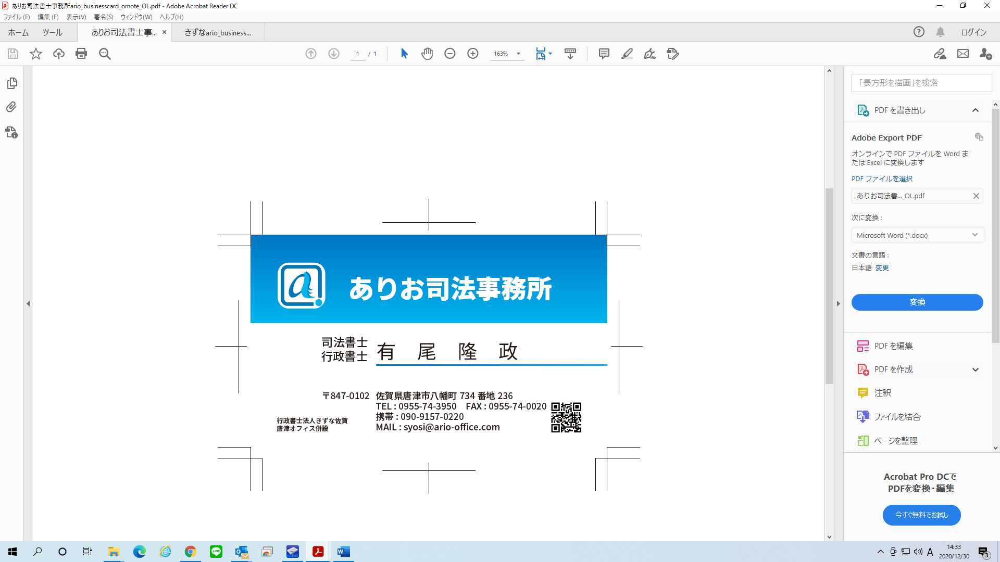 ありお司法書士事務所ario_businesscard_omote_OL.pdf - Adobe Acrobat Reader DC
ファイル(F) 編集(E) 表示(V) 署名(S) ウィンドウ(W) ヘルプ(H)
ホーム ツール ありお司法書士事... × きずなario_business... ログイン
1 / 1 163%
「長方形を描画」を検索
PDF を書き出し
Adobe Export PDF
オンラインで PDF ファイルを Word ま
たは Excel に変換します
PDF ファイルを選択
ありお司法書..._OL.pdf
次に変換 :
Microsoft Word (*.docx)
文書の言語 :
日本語 変更
変換
PDF を編集
PDF を作成
注釈
ファイルを結合
ページを整理
Acrobat Pro DCで
PDFを変換・編集
今すぐ無料でお試し
ありお司法事務所
司法書士
行政書士
有尾隆政
〒847-0102 佐賀県唐津市八幡町 734 番地 236
TEL : 0955-74-3950 FAX : 0955-74-0020
携帯 : 090-9157-0220
MAIL : syosi@ario-office.com
行政書士法人きずな佐賀
唐津オフィス併設
A 14:33
2020/12/30
3